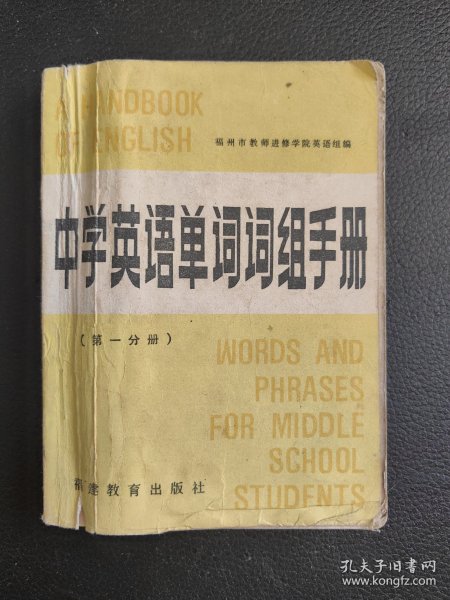 A HANDBOOK
OF ENGLISH
福州市教师进修学院英语组编
中学英语单词词组手册
（第一分册）
WORDS AND
PHRASES
FOR MIDDLE
SCHOOL
STUDENTS
福建教育出版社
孔夫子旧书网
www.kongfz.com